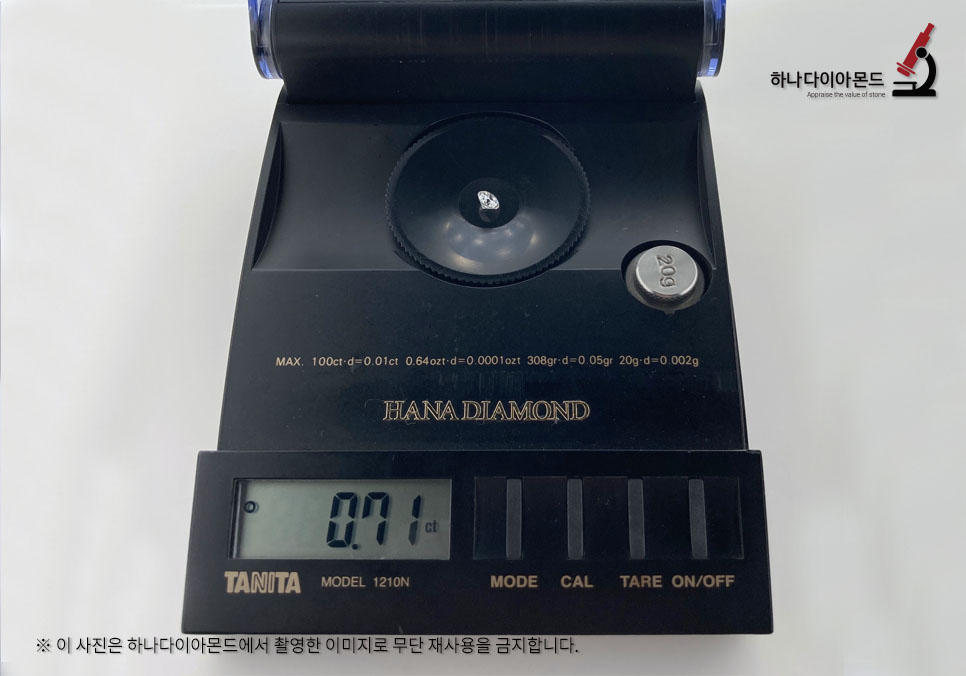 하나다이아몬드
Appraise the value of stone
20g
MAX. 100ct·d=0.01ct 0.64ozt·d=0.0001ozt 308gr·d=0.05gr 20g·d=0.002g
HANA DIAMOND
0.71 ct
TANITA MODEL 1210N MODE CAL TARE ON/OFF
※ 이 사진은 하나다이아몬드에서 촬영한 이미지로 무단 재사용을 금지합니다.